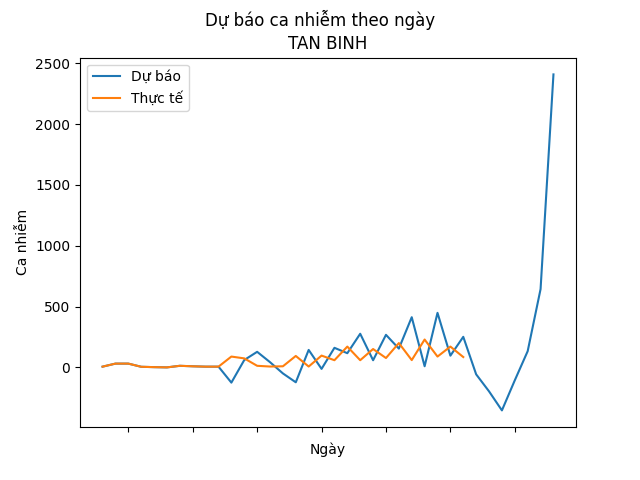 Dự báo ca nhiễm theo ngày
TAN BINH
Dự báo
Thực tế
2500
2000
1500
1000
500
0
Ca nhiễm
Ngày